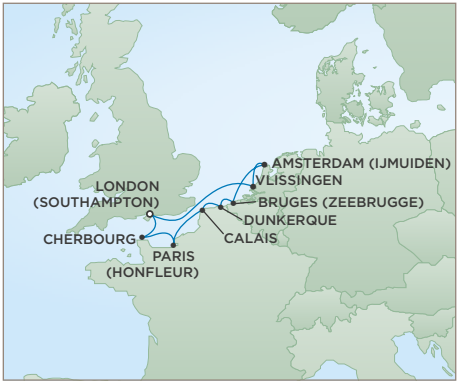 AMSTERDAM (IJMUIDEN)
VLISSINGEN
LONDON
(SOUTHAMPTON)
BRUGES (ZEEBRUGGE)
DUNKERQUE
CHERBOURG
CALAIS
PARIS
(HONFLEUR)